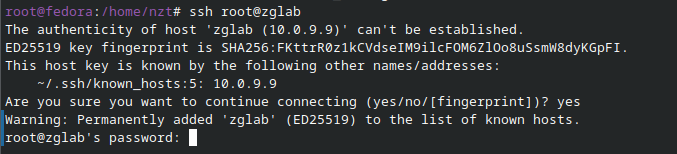 root@fedora:/home/nzt# ssh root@zglab
The authenticity of host 'zglab (10.0.9.9)' can't be established.
ED25519 key fingerprint is SHA256:FKttrR0z1kCVdseIM9ilcFOM6ZlOo8uSsmW8dyKGpFI.
This host key is known by the following other names/addresses:
    ~/.ssh/known_hosts:5: 10.0.9.9
Are you sure you want to continue connecting (yes/no/[fingerprint])? yes
Warning: Permanently added 'zglab' (ED25519) to the list of known hosts.
root@zglab's password: